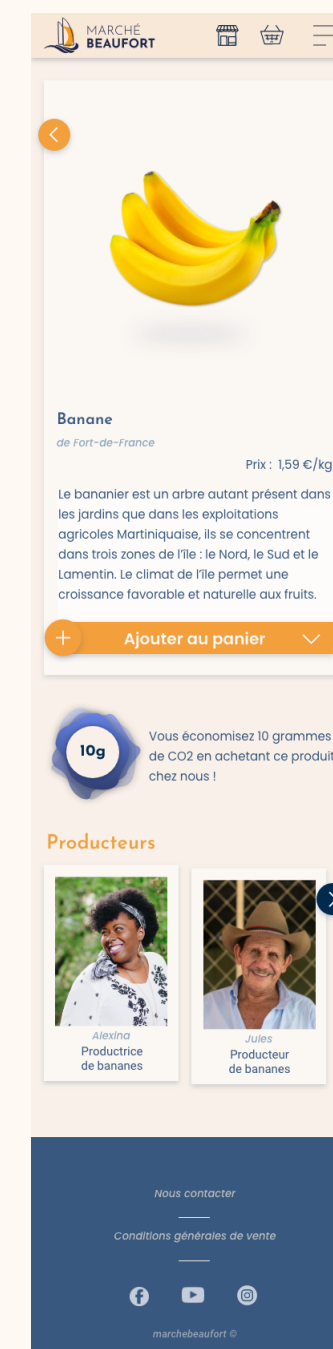 MARCHÉ
BEAUFORT
Banane
de Fort-de-France
Prix : 1,59 €/kg
Le bananier est un arbre autant présent dans
les jardins que dans les exploitations
agricoles Martiniquaise, ils se concentrent
dans trois zones de l'île : le Nord, le Sud et le
Lamentin. Le climat de l'île permet une
croissance favorable et naturelle aux fruits.
Ajouter au panier
10g
Vous économisez 10 grammes
de CO2 en achetant ce produit
chez nous !
Producteurs
Alexina
Productrice
de bananes
Jules
Producteur
de bananes
Nous contacter
Conditions générales de vente
marchebeaufort ©